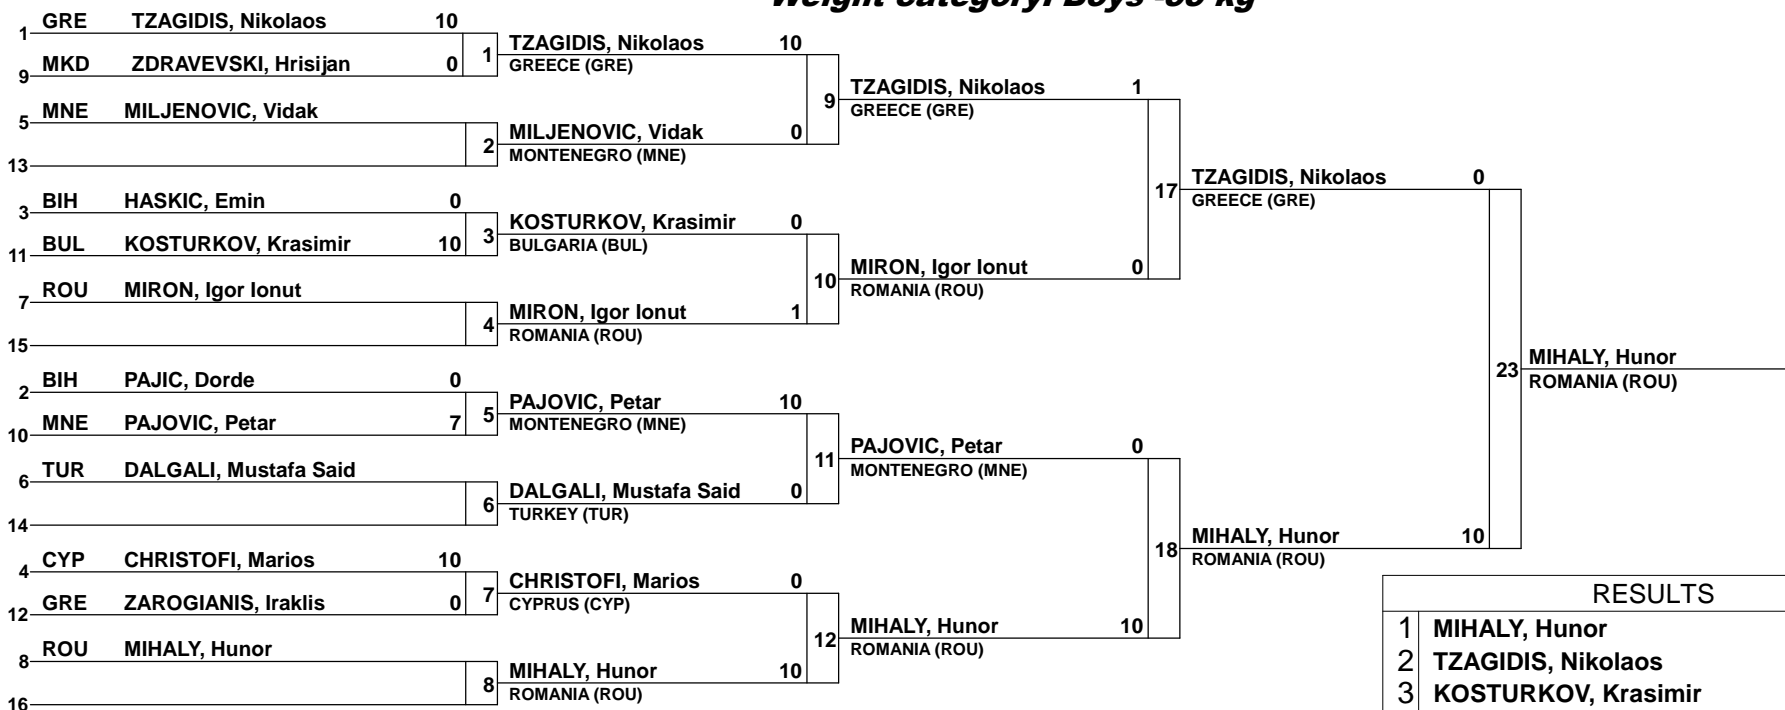 GRE TZAGIDIS, Nikolaos 10
1
9 MKD ZDRAVEVSKI, Hrisijan 0
1 TZAGIDIS, Nikolaos 10
GREECE (GRE)
5 MNE MILJENOVIC, Vidak
13
2 MILJENOVIC, Vidak 0
MONTENEGRO (MNE)
9 TZAGIDIS, Nikolaos 1
GREECE (GRE)
3 BIH HASKIC, Emin 0
11 BUL KOSTURKOV, Krasimir 10
3 KOSTURKOV, Krasimir 0
BULGARIA (BUL)
7 ROU MIRON, Igor Ionut
15
4 MIRON, Igor Ionut 1
ROMANIA (ROU)
10 MIRON, Igor Ionut 0
ROMANIA (ROU)
17 TZAGIDIS, Nikolaos 0
GREECE (GRE)
2 BIH PAJIC, Dorde 0
10 MNE PAJOVIC, Petar 7
5 PAJOVIC, Petar 10
MONTENEGRO (MNE)
6 TUR DALGALI, Mustafa Said
14
6 DALGALI, Mustafa Said 0
TURKEY (TUR)
11 PAJOVIC, Petar 0
MONTENEGRO (MNE)
4 CYP CHRISTOFI, Marios 10
12 GRE ZAROGIANIS, Iraklis 0
7 CHRISTOFI, Marios 0
CYPRUS (CYP)
8 ROU MIHALY, Hunor
16
8 MIHALY, Hunor 10
ROMANIA (ROU)
12 MIHALY, Hunor 10
ROMANIA (ROU)
18 MIHALY, Hunor 10
ROMANIA (ROU)
23 MIHALY, Hunor
ROMANIA (ROU)
RESULTS
1 MIHALY, Hunor
2 TZAGIDIS, Nikolaos
3 KOSTURKOV, Krasimir